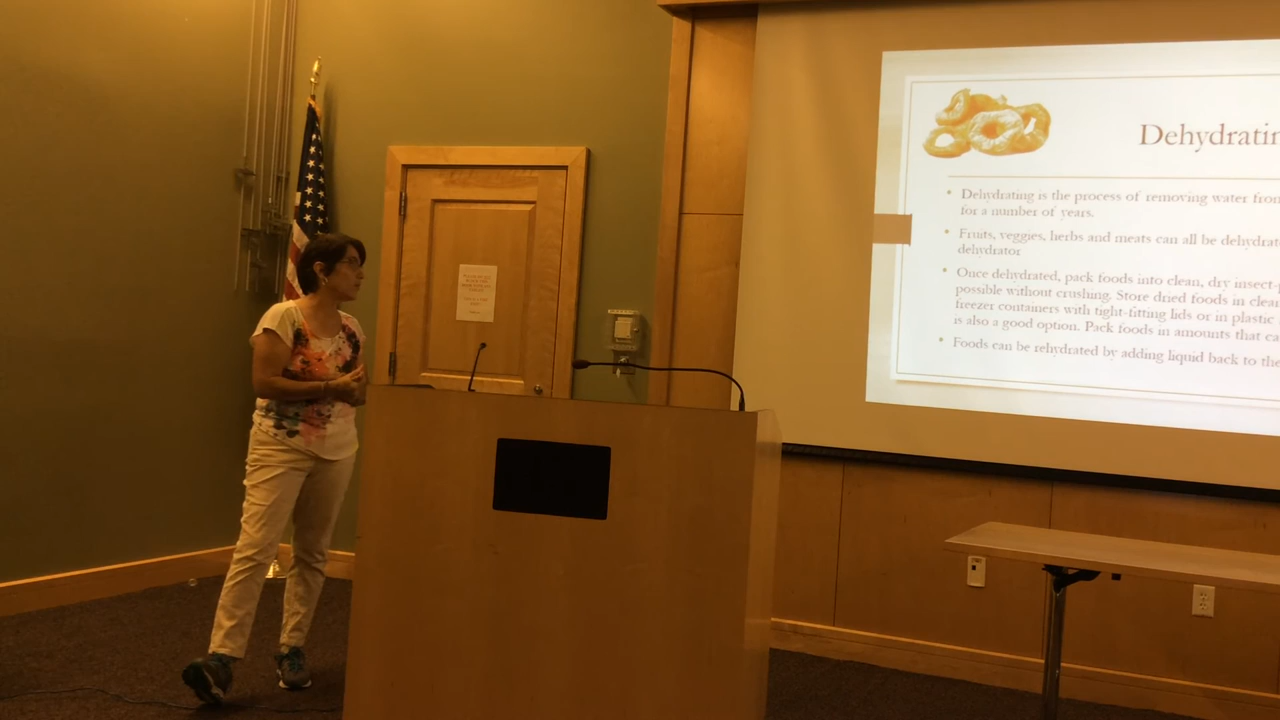 Dehydratin
Dehydrating is the process of removing water from
for a number of years.
Fruits, veggies, herbs and meats can all be dehydrate
dehydrator
Once dehydrated, pack foods into clean, dry insect-p
possible without crushing. Store dried foods in clean
freezer containers with tight-fitting lids or in plastic
is also a good option. Pack foods in amounts that ca
Foods can be rehydrated by adding liquid back to the